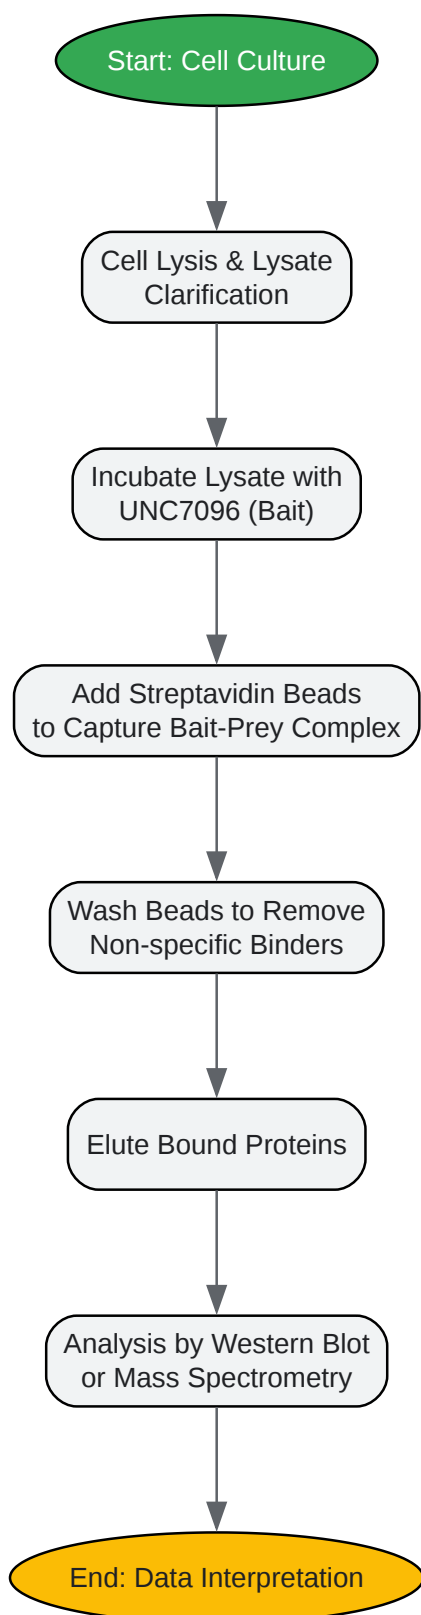 Start: Cell Culture
Cell Lysis & Lysate
Clarification
Incubate Lysate with
UNC7096 (Bait)
Add Streptavidin Beads
to Capture Bait-Prey Complex
Wash Beads to Remove
Non-specific Binders
Elute Bound Proteins
Analysis by Western Blot
or Mass Spectrometry
End: Data Interpretation